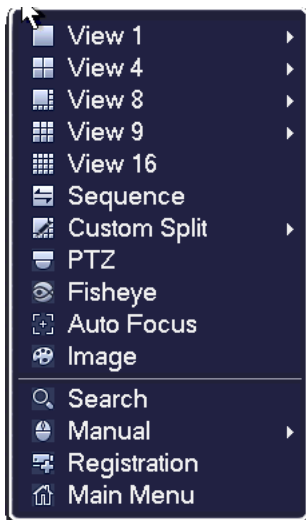 View 1
View 4
View 8
View 9
View 16
Sequence
Custom Split
PTZ
Fisheye
Auto Focus
Image
Search
Manual
Registration
Main Menu